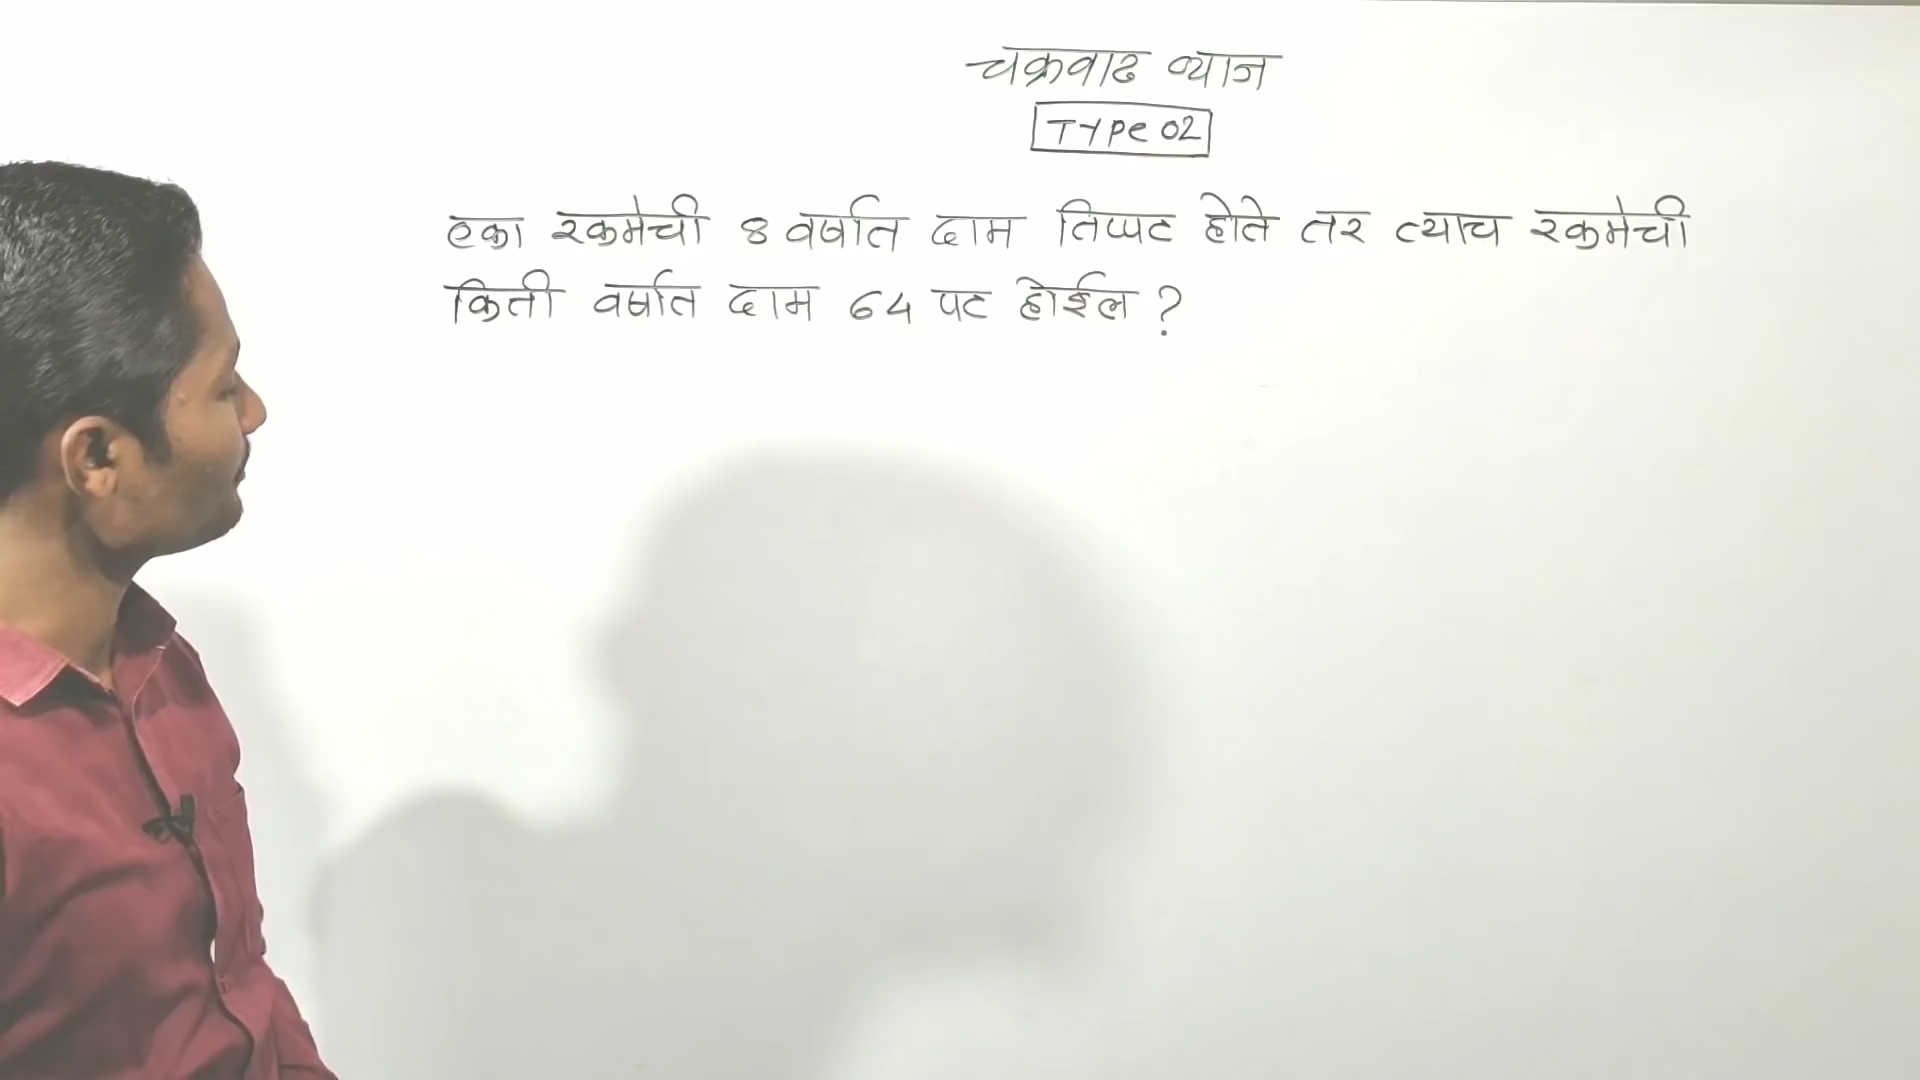 चक्रवाढ व्याज
TYPE 02
एका रकमेची 8 वर्षात दाम तिप्पट होते तर त्याच रकमेची
किती वर्षात दाम 64 पट होईल ?